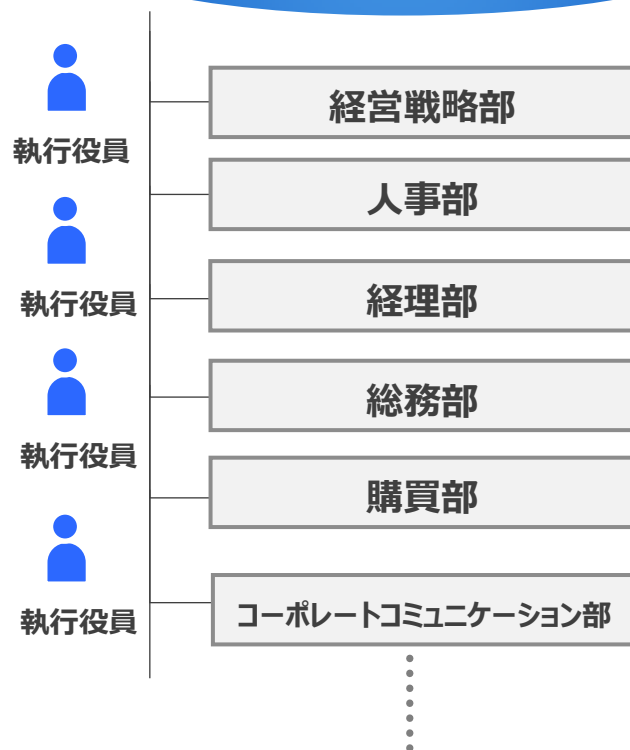 経営戦略部
執行役員
人事部
執行役員
経理部
総務部
執行役員
購買部
執行役員
コーポレートコミュニケーション部